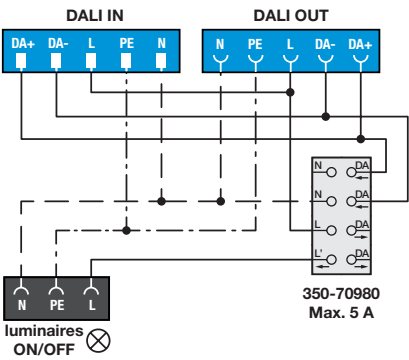 DALI IN DALI OUT
DA+ DA- L PE N N PE L DA- DA+
N DA
N DA
L DA
L' DA
N PE L
350-70980
Max. 5 A
luminaires
ON/OFF